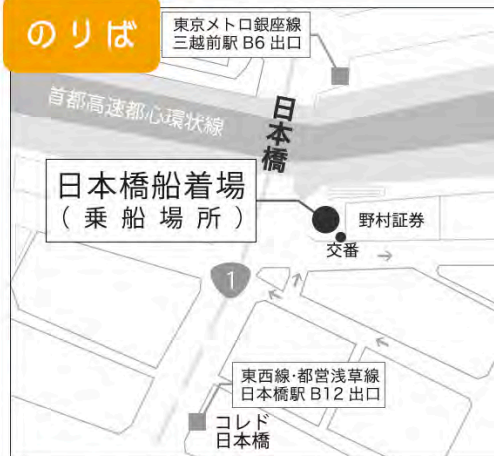 のりば
東京メトロ銀座線
三越前駅 B6 出口
首都高速都心環状線
日本橋
日本橋船着場
(乗船場所)
野村証券
交番
1
東西線・都営浅草線
日本橋駅 B12 出口
コレド
日本橋